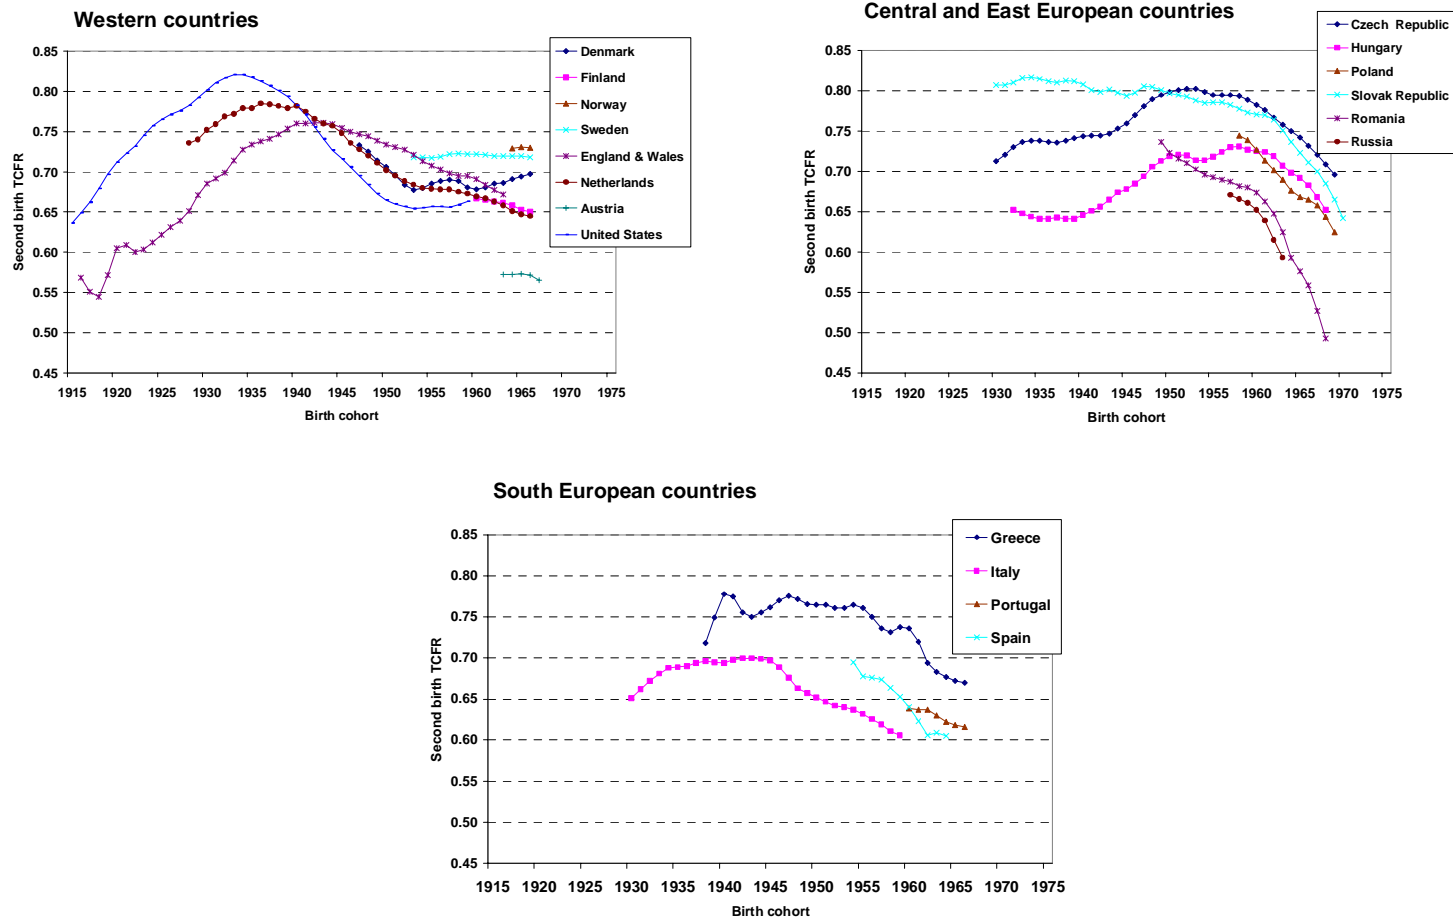 Western countries
0.85
0.80
0.75
0.70
0.65
0.60
0.55
0.50
0.45
Second birth TCFR
1915 1920 1925 1930 1935 1940 1945 1950 1955 1960 1965 1970 1975
Birth cohort
Denmark
Finland
Norway
Sweden
England & Wales
Netherlands
Austria
United States
Central and East European countries
0.85
0.80
0.75
0.70
0.65
0.60
0.55
0.50
0.45
Second birth TCFR
1915 1920 1925 1930 1935 1940 1945 1950 1955 1960 1965 1970 1975
Birth cohort
Czech Republic
Hungary
Poland
Slovak Republic
Romania
Russia
South European countries
0.85
0.80
0.75
0.70
0.65
0.60
0.55
0.50
0.45
Second birth TCFR
1915 1920 1925 1930 1935 1940 1945 1950 1955 1960 1965 1970 1975
Birth cohort
Greece
Italy
Portugal
Spain